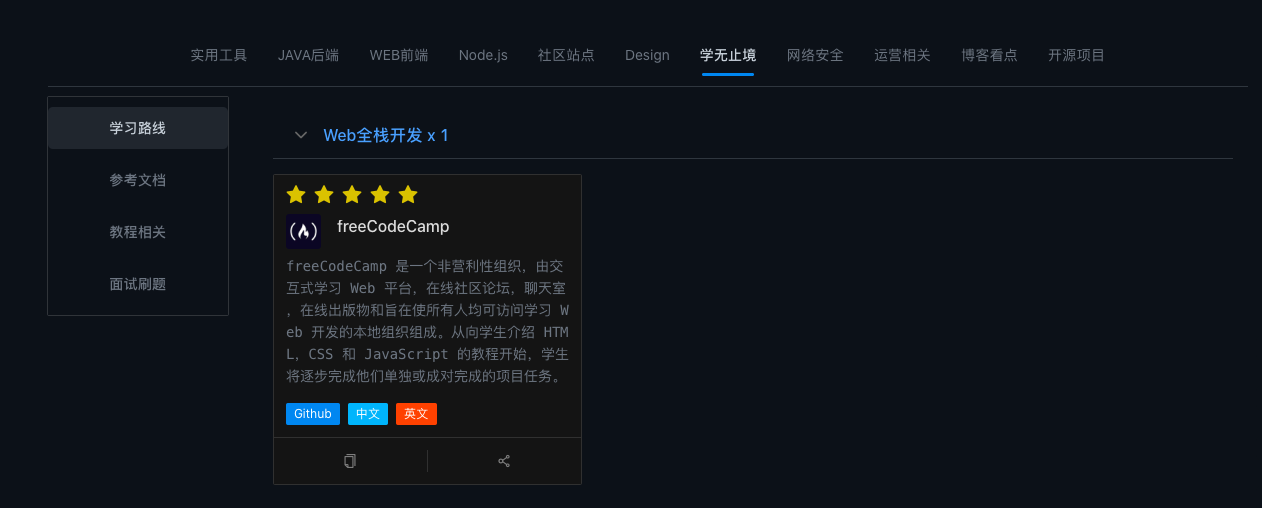 实用工具 JAVA后端 WEB前端 Node.js 社区站点 Design 学无止境 网络安全 运营相关 博客看点 开源项目
学习路线
参考文档
教程相关
面试刷题
Web全栈开发 x 1
freeCodeCamp
freeCodeCamp 是一个非营利性组织，由交
互式学习 Web 平台，在线社区论坛，聊天室
，在线出版物和旨在使所有人均可访问学习 W
eb 开发的本地组织组成。从向学生介绍 HTM
L，CSS 和 JavaScript 的教程开始，学生
将逐步完成他们单独或成对完成的项目任务。
Github 中文 英文